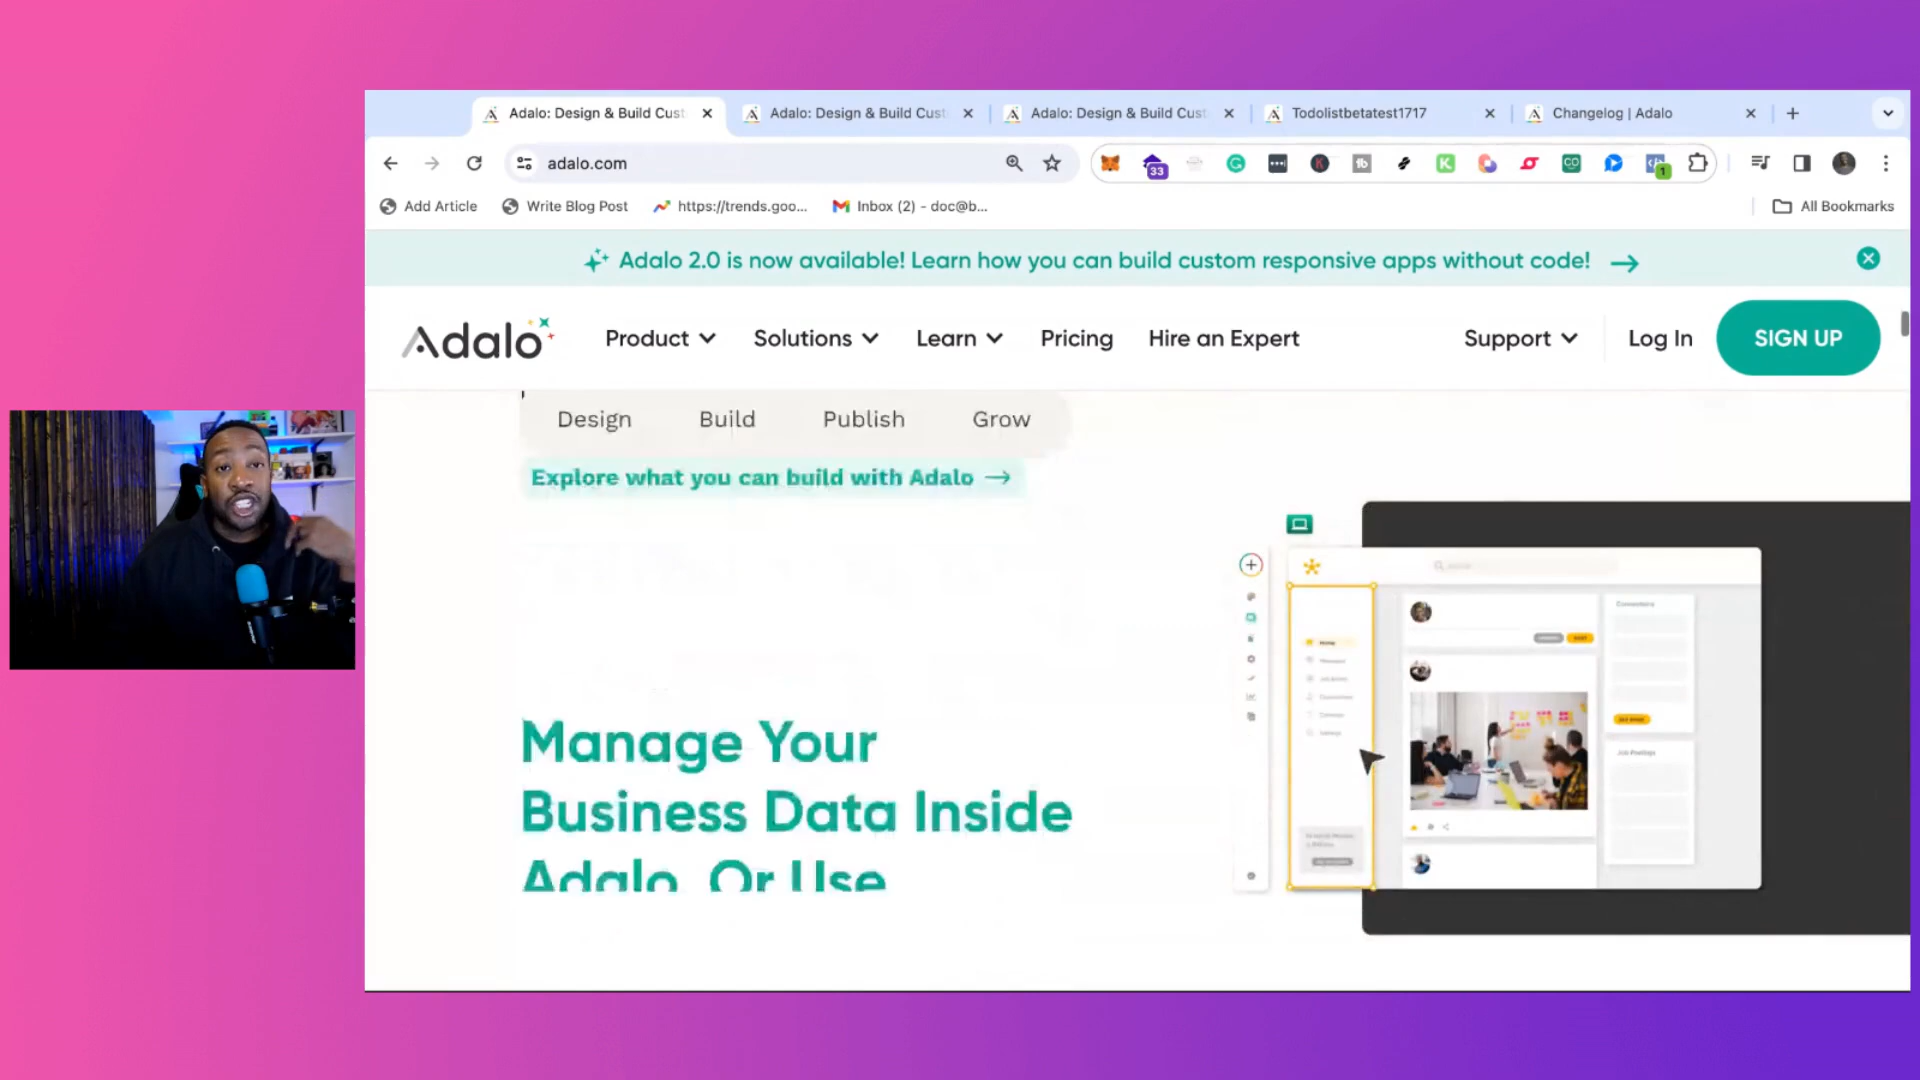 Adalo: Design & Build Cust
Adalo: Design & Build Cust
Adalo: Design & Build Cust
Todolistbetatest1717
Changelog | Adalo
adalo.com
33
1
Add Article
Write Blog Post
https://trends.goo...
Inbox (2) - doc@b...
All Bookmarks
Adalo 2.0 is now available! Learn how you can build custom responsive apps without code! →
Adalo
Product
Solutions
Learn
Pricing
Hire an Expert
Support
Log In
SIGN UP
Design
Build
Publish
Grow
Explore what you can build with Adalo →
Manage Your
Business Data Inside
Adalo, Or Use
Home